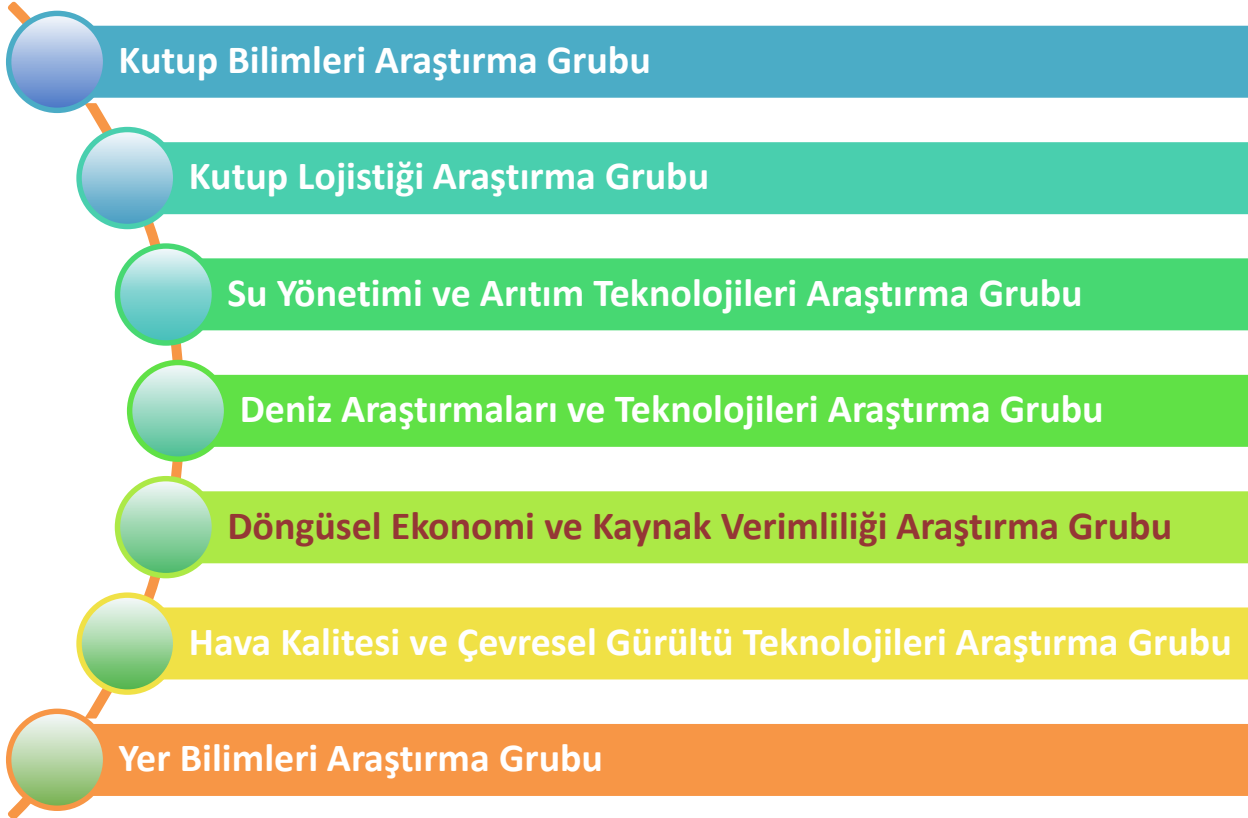 Kutup Bilimleri Araştırma Grubu
Kutup Lojistiği Araştırma Grubu
Su Yönetimi ve Arıtım Teknolojileri Araştırma Grubu
Deniz Araştırmaları ve Teknolojileri Araştırma Grubu
Döngüsel Ekonomi ve Kaynak Verimliliği Araştırma Grubu
Hava Kalitesi ve Çevresel Gürültü Teknolojileri Araştırma Grubu
Yer Bilimleri Araştırma Grubu